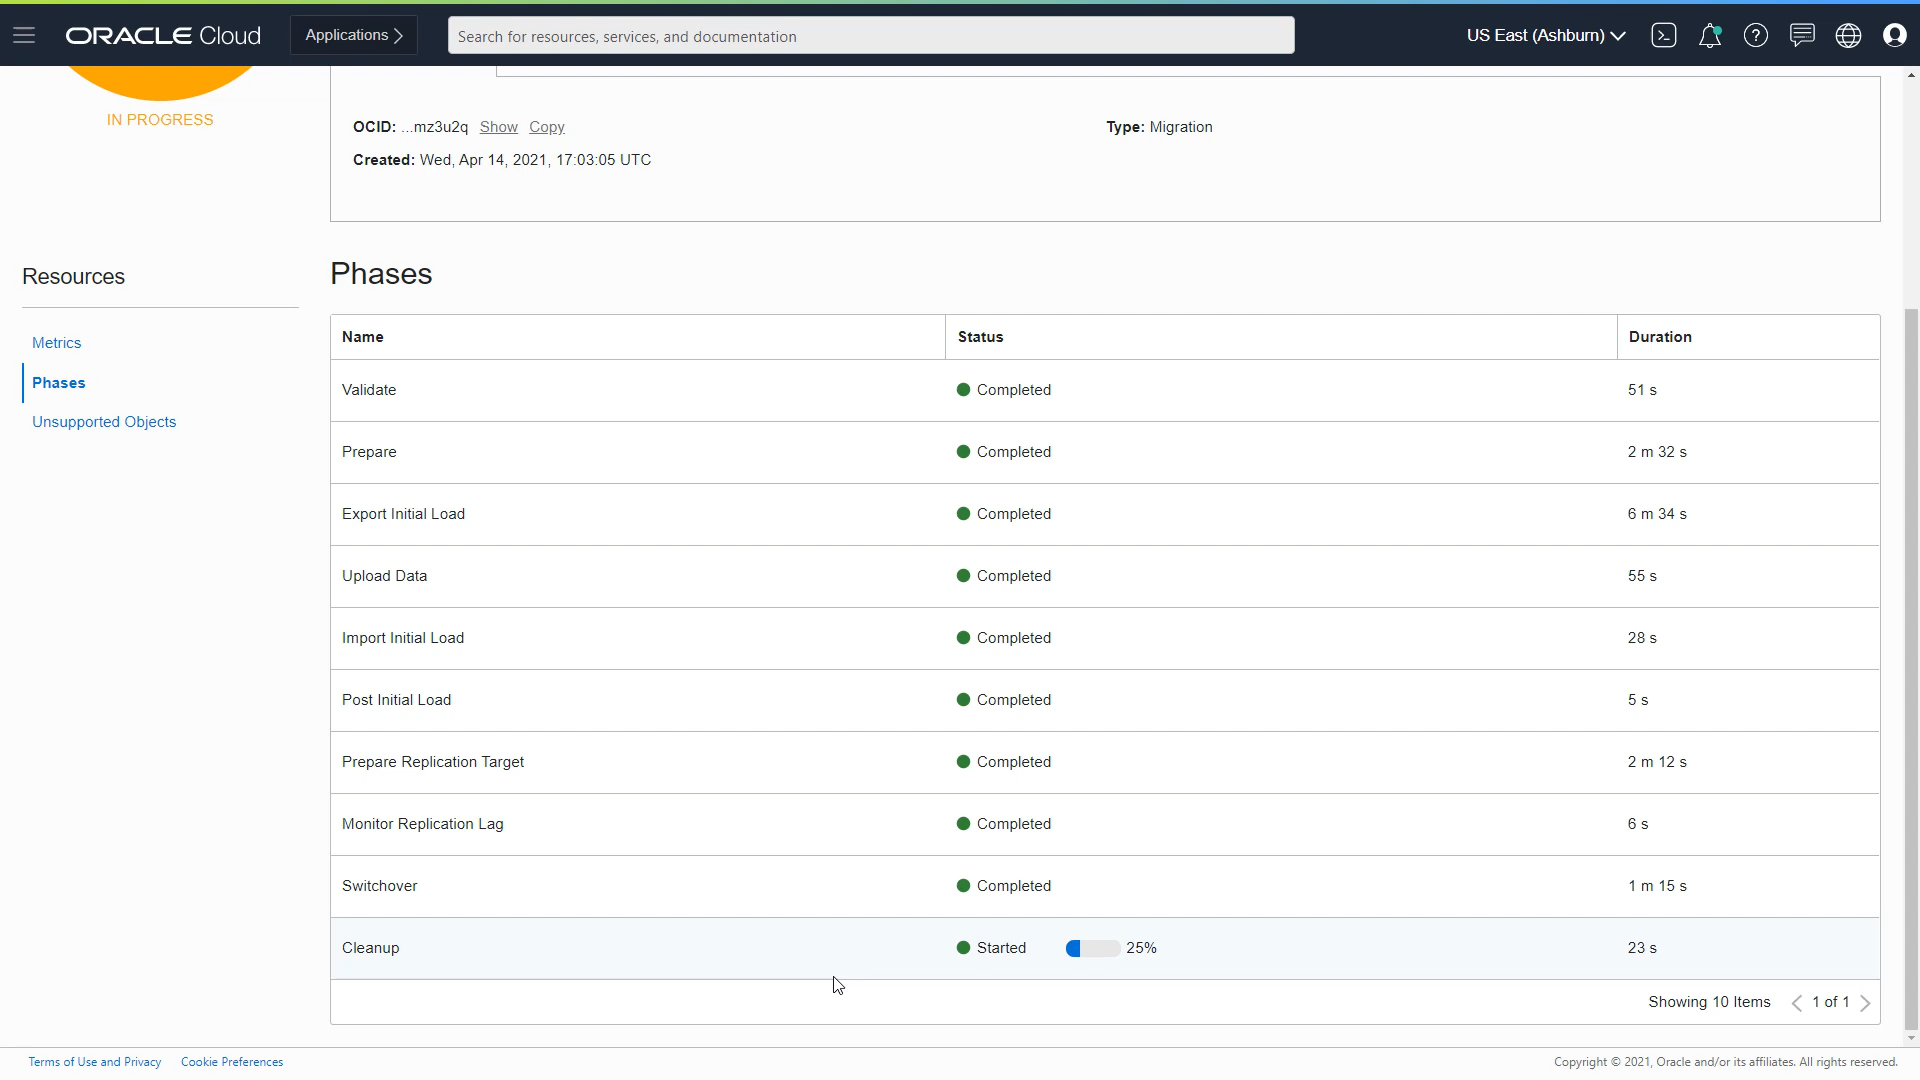 ORACLE Cloud
Applications
Search for resources, services, and documentation
US East (Ashburn)
IN PROGRESS
OCID: ...mz3u2q Show Copy
Type: Migration
Created: Wed, Apr 14, 2021, 17:03:05 UTC
Resources
Metrics
Phases
Unsupported Objects
Phases
Name Status Duration
Validate Completed 51 s
Prepare Completed 2 m 32 s
Export Initial Load Completed 6 m 34 s
Upload Data Completed 55 s
Import Initial Load Completed 28 s
Post Initial Load Completed 5 s
Prepare Replication Target Completed 2 m 12 s
Monitor Replication Lag Completed 6 s
Switchover Completed 1 m 15 s
Cleanup Started 25% 23 s
Showing 10 Items 1 of 1
Terms of Use and Privacy Cookie Preferences
Copyright © 2021, Oracle and/or its affiliates. All rights reserved.